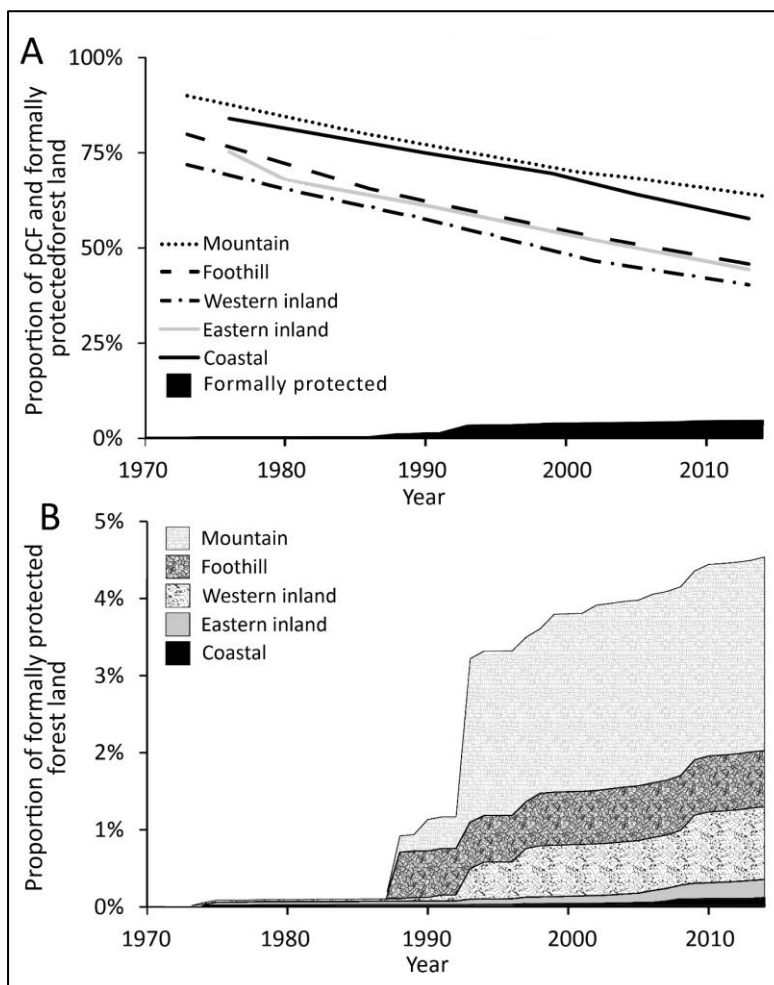 A
100%
75%
50%
25%
0%
Proportion of pCF and formally
protectedforest land
Mountain
Foothill
Western inland
Eastern inland
Coastal
Formally protected
1970
1980
1990
2000
2010
Year
B
5%
4%
3%
2%
1%
0%
Proportion of formally protected
forest land
Mountain
Foothill
Western inland
Eastern inland
Coastal
1970
1980
1990
2000
2010
Year